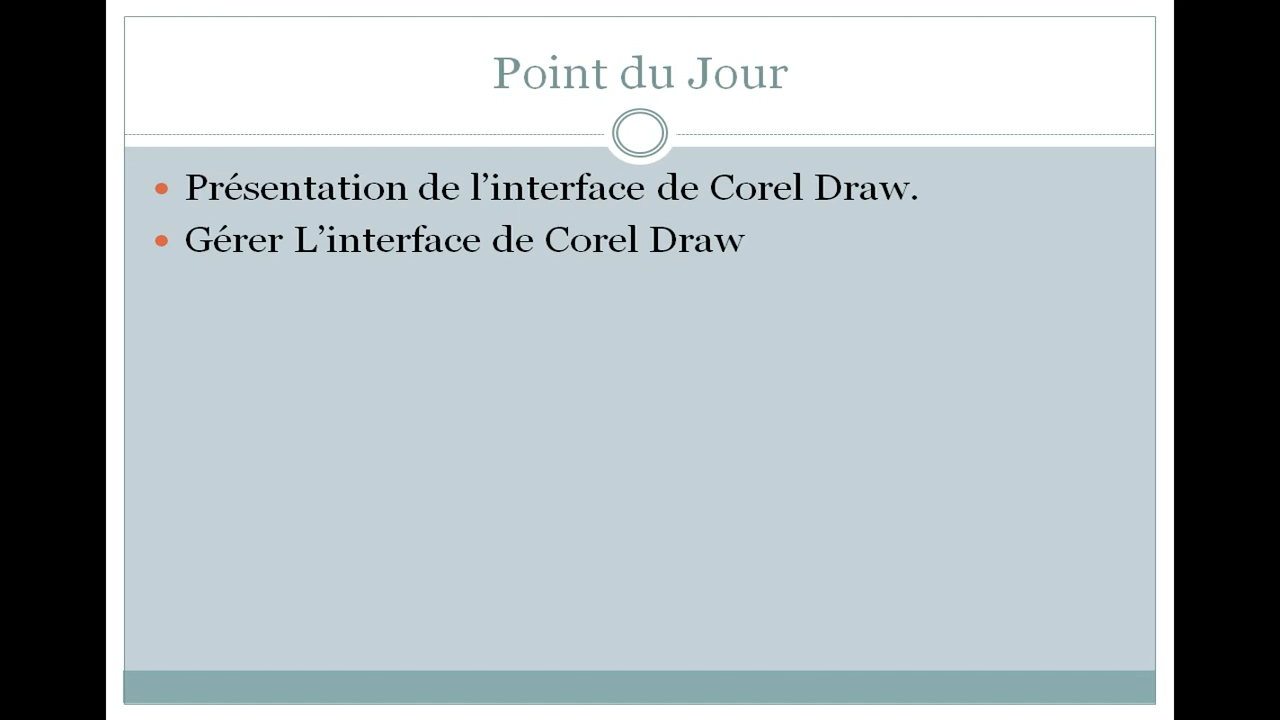 Point du Jour
Présentation de l’interface de Corel Draw.
Gérer L’interface de Corel Draw